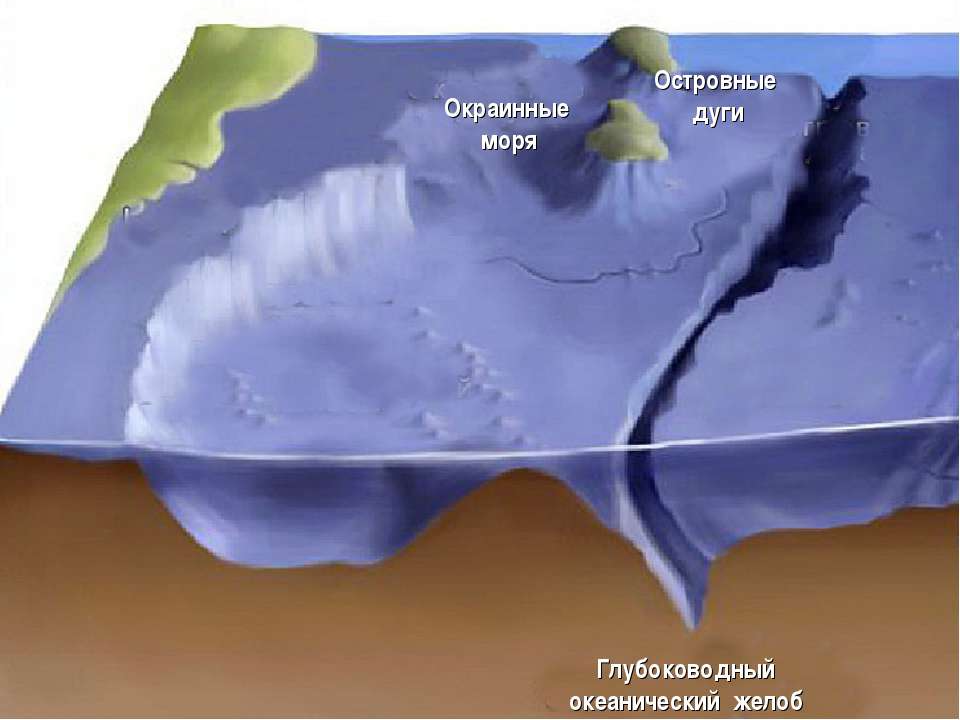 Островные
дуги
Окраинные
моря
Глубоководный
океанический желоб